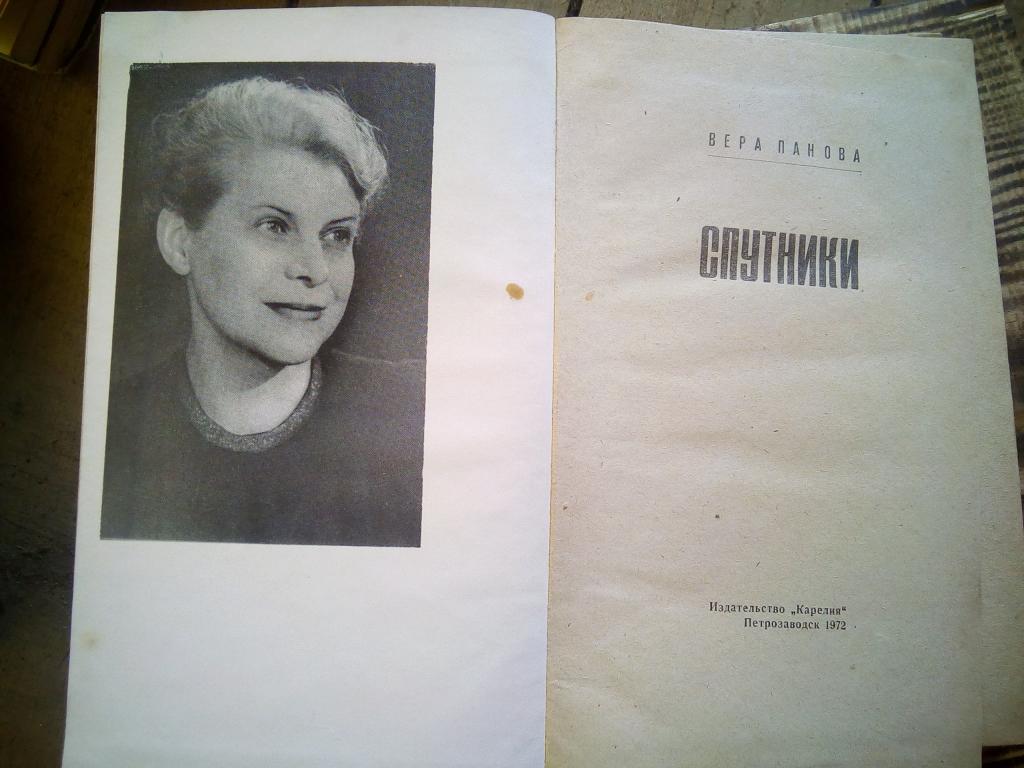 ВЕРА ПАНОВА
СПУТНИКИ
Издательство „Карелия“
Петрозаводск 1972